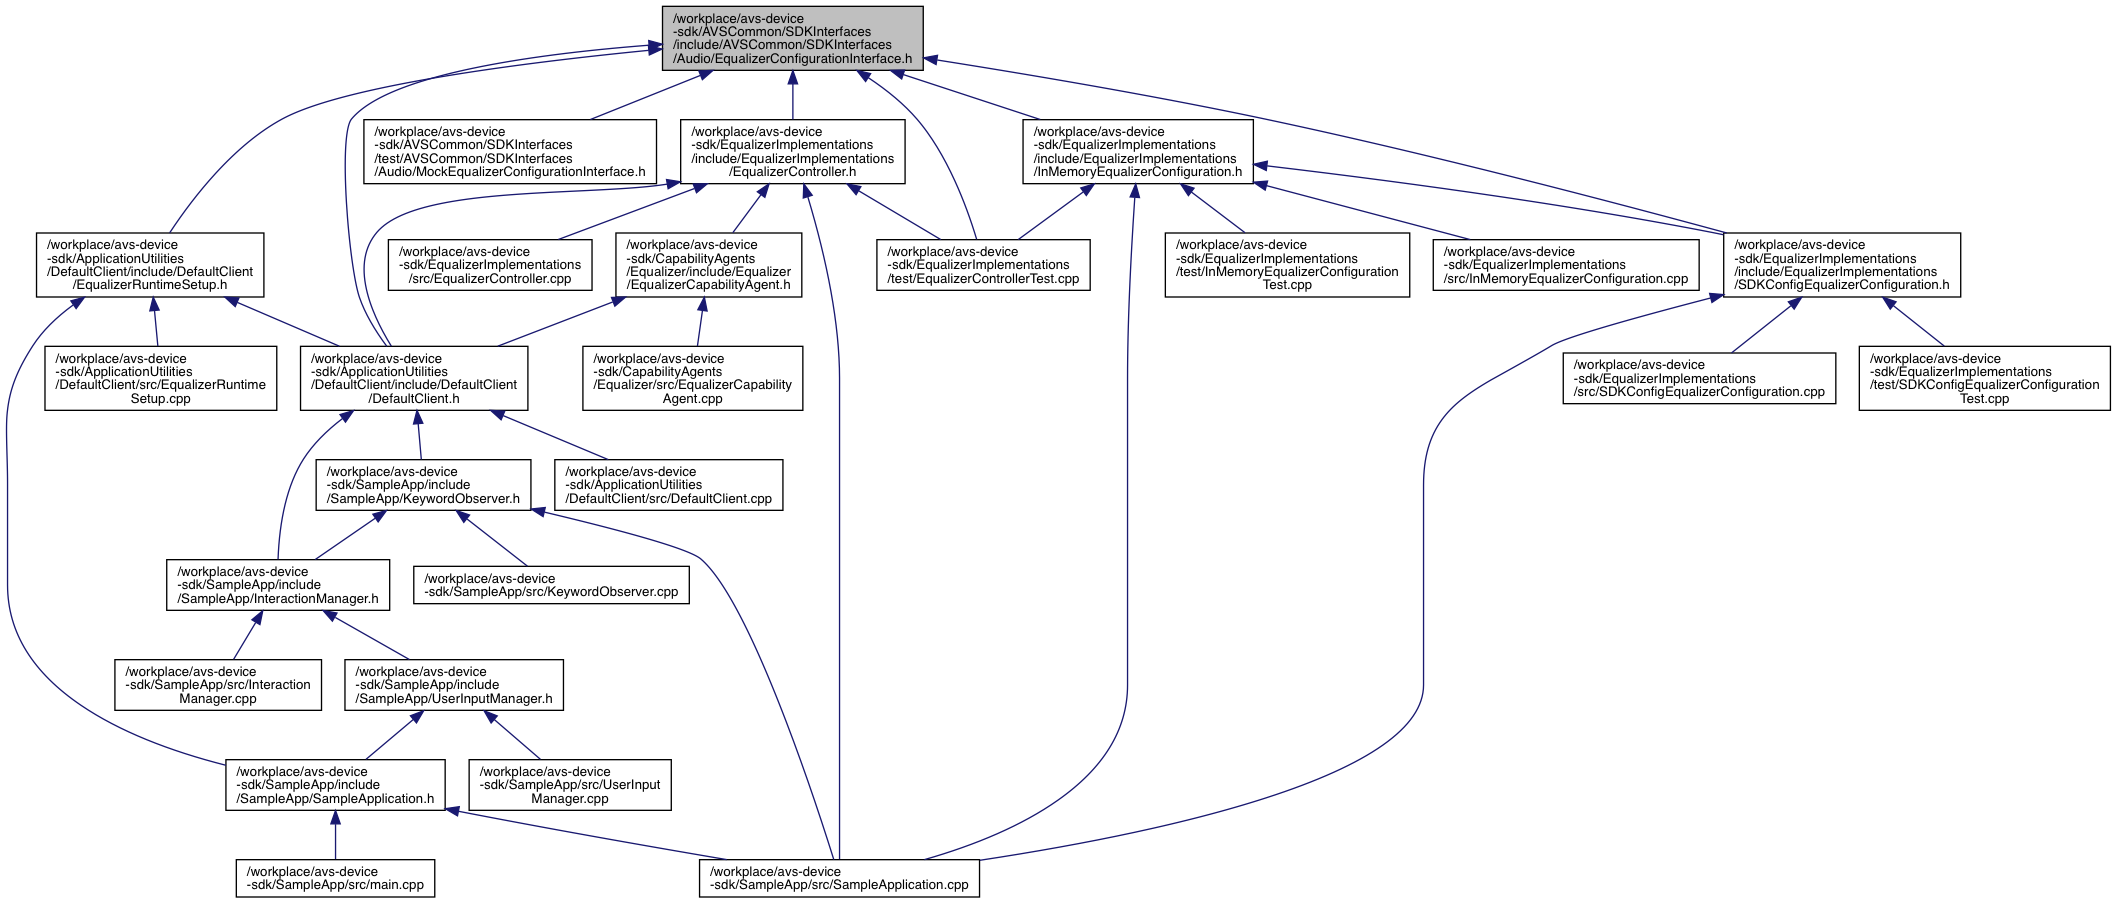 /workplace/avs-device
-sdk/AVSCommon/SDKInterfaces
/include/AVSCommon/SDKInterfaces
/Audio/EqualizerConfigurationInterface.h
/workplace/avs-device
-sdk/AVSCommon/SDKInterfaces
/test/AVSCommon/SDKInterfaces
/Audio/MockEqualizerConfigurationInterface.h
/workplace/avs-device
-sdk/EqualizerImplementations
/include/EqualizerImplementations
/EqualizerController.h
/workplace/avs-device
-sdk/EqualizerImplementations
/include/EqualizerImplementations
/InMemoryEqualizerConfiguration.h
/workplace/avs-device
-sdk/ApplicationUtilities
/DefaultClient/include/DefaultClient
/EqualizerRuntimeSetup.h
/workplace/avs-device
-sdk/EqualizerImplementations
/src/EqualizerController.cpp
/workplace/avs-device
-sdk/CapabilityAgents
/Equalizer/include/Equalizer
/EqualizerCapabilityAgent.h
/workplace/avs-device
-sdk/EqualizerImplementations
/test/EqualizerControllerTest.cpp
/workplace/avs-device
-sdk/EqualizerImplementations
/test/InMemoryEqualizerConfiguration
Test.cpp
/workplace/avs-device
-sdk/EqualizerImplementations
/src/InMemoryEqualizerConfiguration.cpp
/workplace/avs-device
-sdk/EqualizerImplementations
/include/EqualizerImplementations
/SDKConfigEqualizerConfiguration.h
/workplace/avs-device
-sdk/ApplicationUtilities
/DefaultClient/src/EqualizerRuntime
Setup.cpp
/workplace/avs-device
-sdk/ApplicationUtilities
/DefaultClient/include/DefaultClient
/DefaultClient.h
/workplace/avs-device
-sdk/CapabilityAgents
/Equalizer/src/EqualizerCapability
Agent.cpp
/workplace/avs-device
-sdk/EqualizerImplementations
/src/SDKConfigEqualizerConfiguration.cpp
/workplace/avs-device
-sdk/EqualizerImplementations
/test/SDKConfigEqualizerConfiguration
Test.cpp
/workplace/avs-device
-sdk/SampleApp/include
/SampleApp/KeywordObserver.h
/workplace/avs-device
-sdk/ApplicationUtilities
/DefaultClient/src/DefaultClient.cpp
/workplace/avs-device
-sdk/SampleApp/include
/SampleApp/InteractionManager.h
/workplace/avs-device
-sdk/SampleApp/src/KeywordObserver.cpp
/workplace/avs-device
-sdk/SampleApp/src/Interaction
Manager.cpp
/workplace/avs-device
-sdk/SampleApp/include
/SampleApp/UserInputManager.h
/workplace/avs-device
-sdk/SampleApp/include
/SampleApp/SampleApplication.h
/workplace/avs-device
-sdk/SampleApp/src/UserInput
Manager.cpp
/workplace/avs-device
-sdk/SampleApp/src/main.cpp
/workplace/avs-device
-sdk/SampleApp/src/SampleApplication.cpp